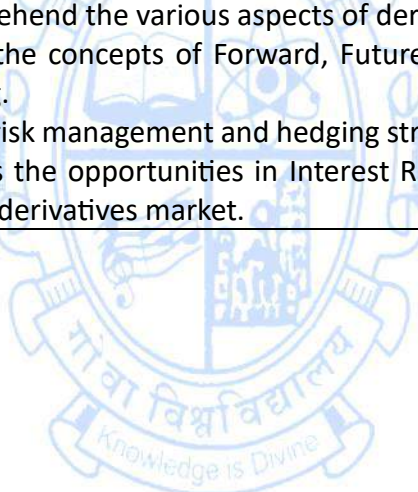 ehend the various aspects of der
the concepts of Forward, Future
.
risk management and hedging str
s the opportunities in Interest R
derivatives market.
गोंवा विश्वविद्यालय
Knowledge is Divine